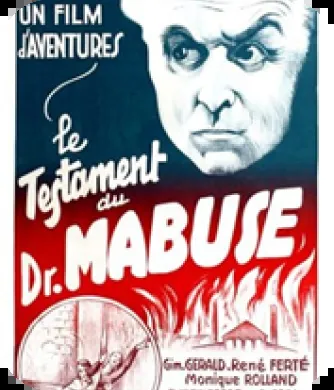 UN FILM
d'AVENTURES
le
Testament
du
Dr. MABUSE
Gim. GERALD. René FERTÉ
Monique ROLLAND